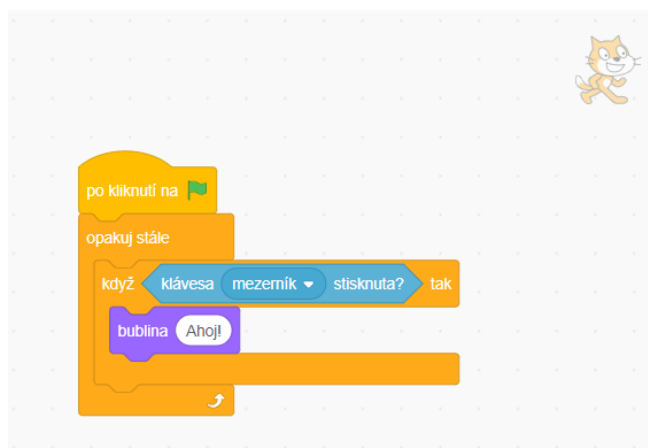 po kliknutí na
opakuj stále
když klávesa mezerník stisknuta? tak
bublina Ahoj!